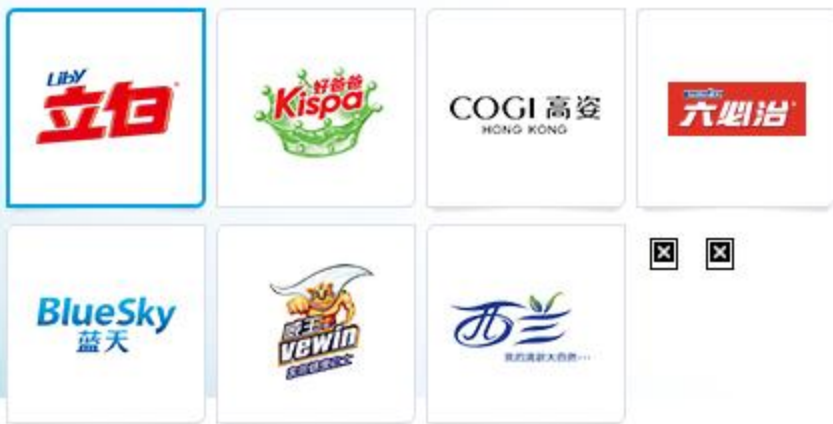 Liby
立白
好爸爸
Kispa
COGI 高姿
HONG KONG
六必治
BlueSky
蓝天
威王
vewin
西兰